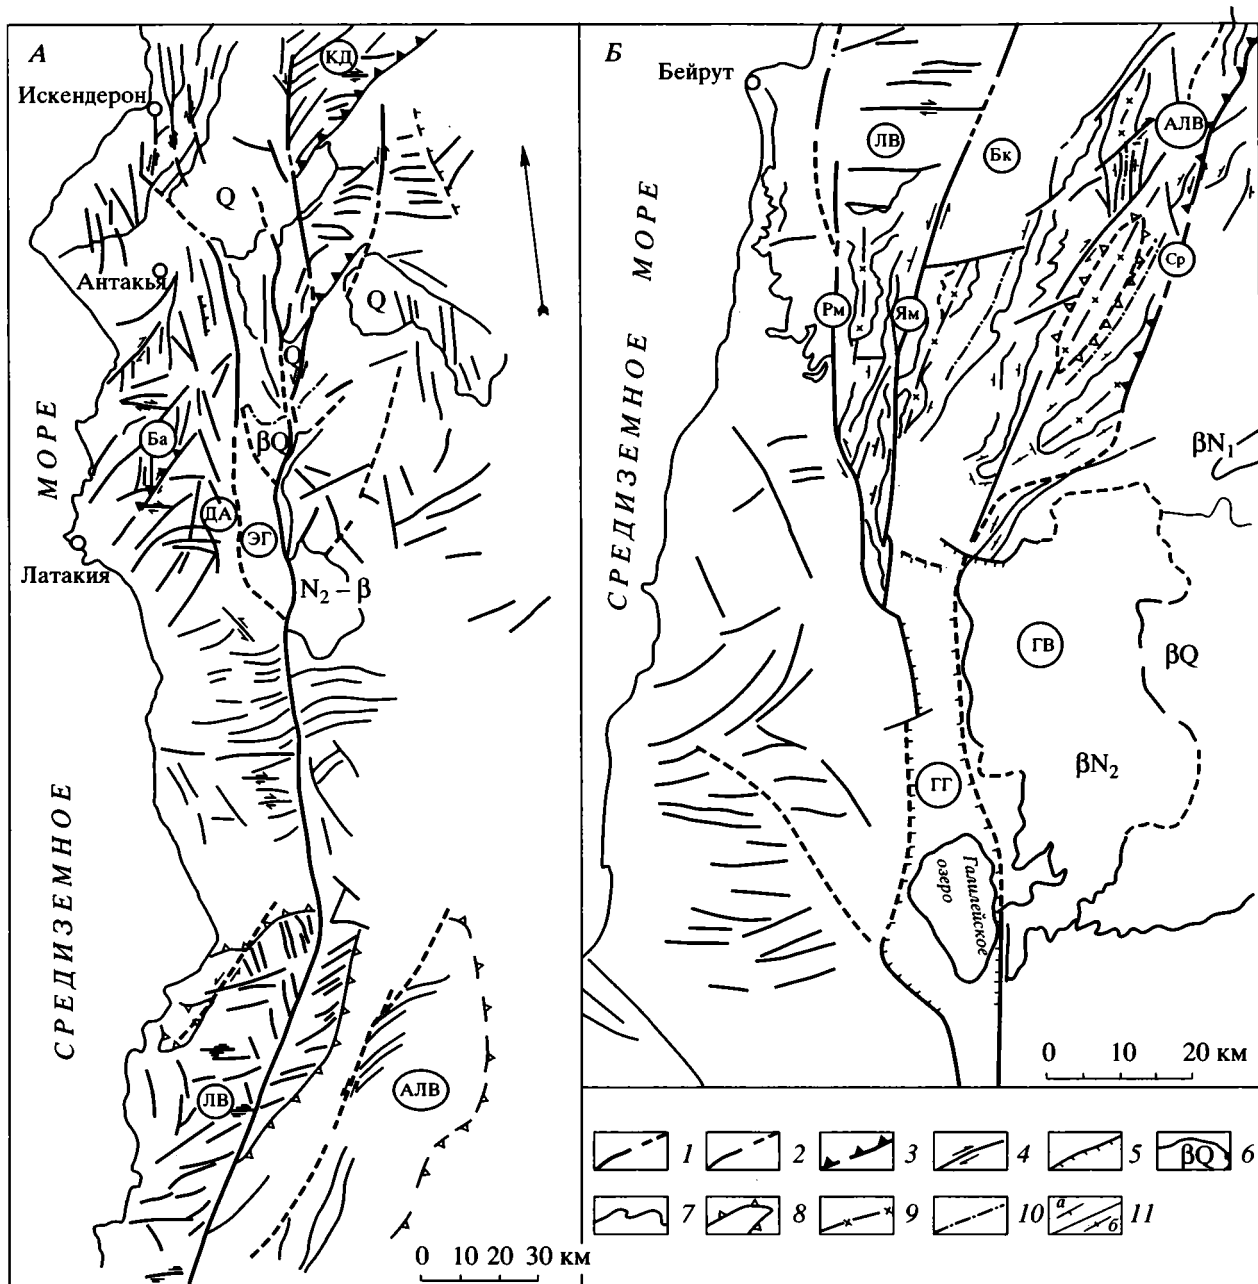 А
КД
Искендерон
Q
Антакья
Q
Q
МОРЕ
βQ
Ба
ДА
ЭГ
Латакия
N₂ – β
СРЕДИЗЕМНОЕ
ЛВ
АЛВ
0 10 20 30 км
Б
Бейрут
АЛВ
ЛВ
Бк
СРЕДИЗЕМНОЕ МОРЕ
Ср
Рм
Ям
βN₁
ГВ
βQ
βN₂
ГГ
Галилейское
озеро
0 10 20 км
1 2 3 4 5 βQ 6
7 8 9 10 а б 11